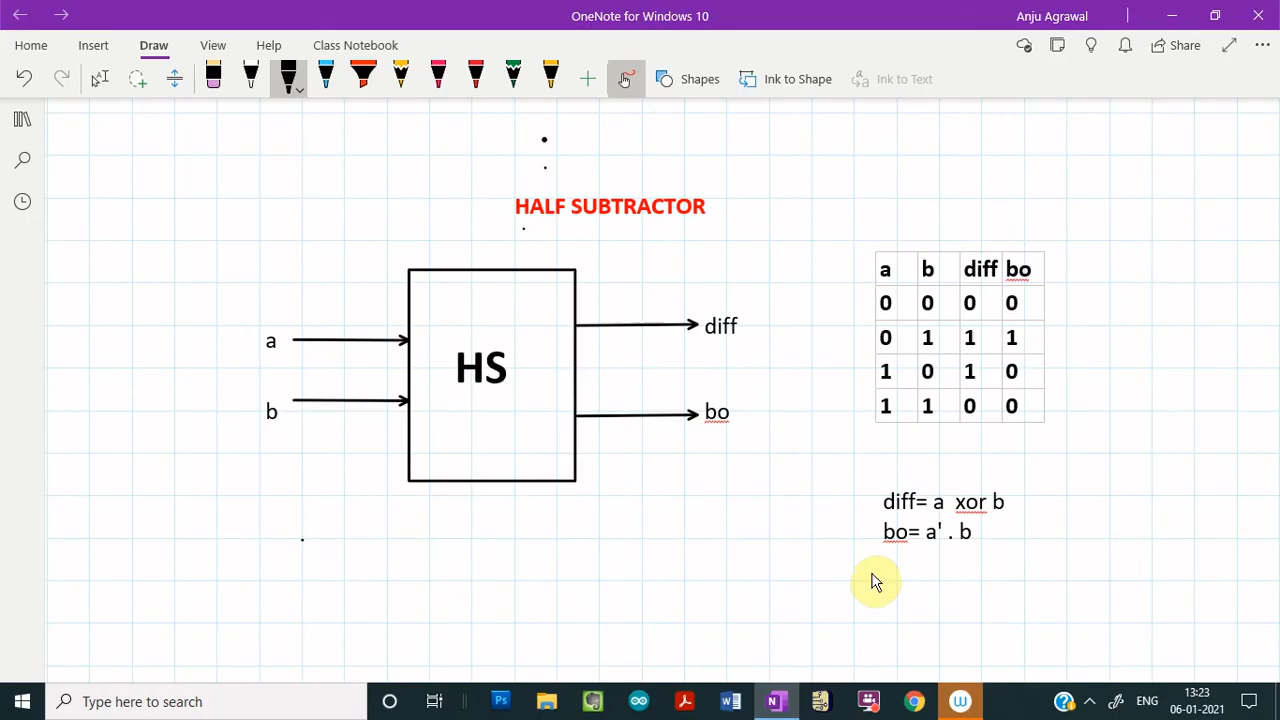 OneNote for Windows 10
Anju Agrawal
Home Insert Draw View Help Class Notebook
Share
Shapes Ink to Shape Ink to Text
HALF SUBTRACTOR
a
b
HS
diff
bo
a b diff bo
0 0 0 0
0 1 1 1
1 0 1 0
1 1 0 0
diff= a xor b
bo= a' . b
Type here to search
ENG
13:23
06-01-2021